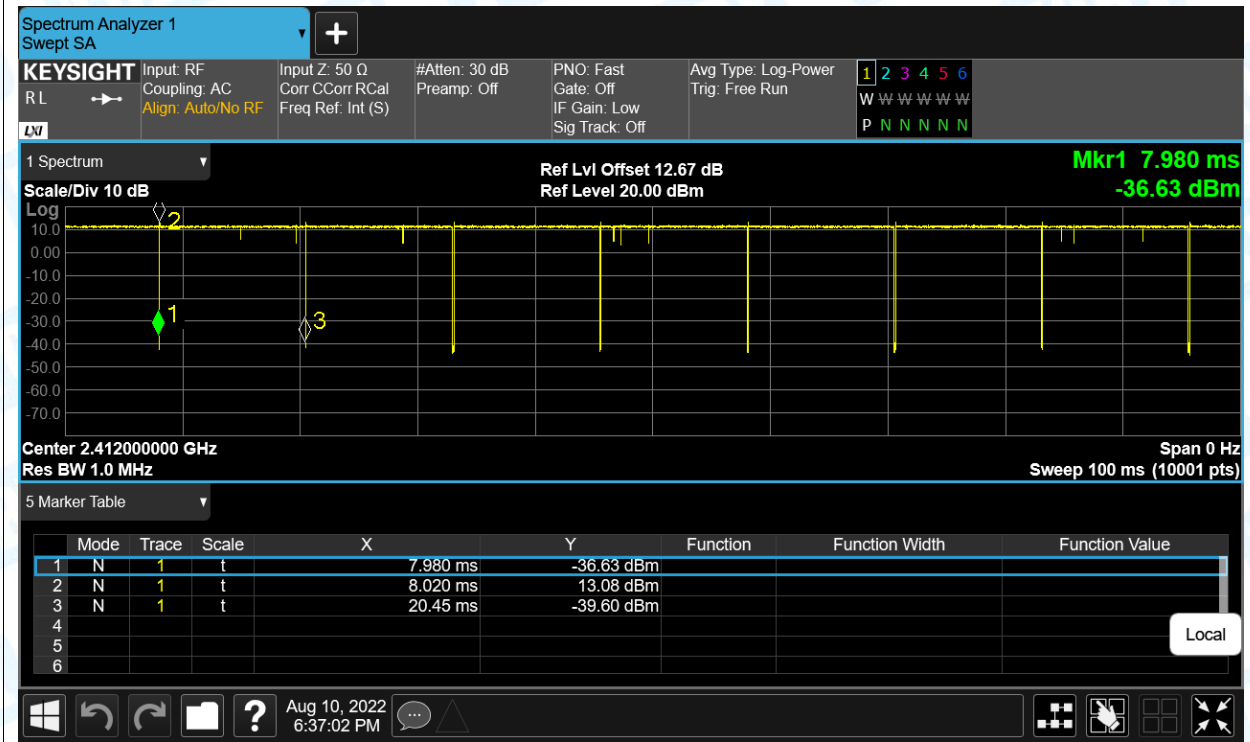 Spectrum Analyzer 1
Swept SA
KEYSIGHT Input: RF Input Z: 50 Ω #Atten: 30 dB PNO: Fast Avg Type: Log-Power 1 2 3 4 5 6
R L Coupling: AC Corr CCorr RCal Preamp: Off Gate: Off Trig: Free Run W W W W W W
Align: Auto/No RF Freq Ref: Int (S) IF Gain: Low
LXI Sig Track: Off P N N N N N
1 Spectrum Ref Lvl Offset 12.67 dB Mkr1 7.980 ms
Scale/Div 10 dB Ref Level 20.00 dBm -36.63 dBm
Log
2
10.0
0.00
-10.0
-20.0
1
-30.0
3
-40.0
-50.0
-60.0
-70.0
Center 2.412000000 GHz Span 0 Hz
Res BW 1.0 MHz Sweep 100 ms (10001 pts)
5 Marker Table
Mode Trace Scale X Y Function Function Width Function Value
1 N 1 t 7.980 ms -36.63 dBm
2 N 1 t 8.020 ms 13.08 dBm
3 N 1 t 20.45 ms -39.60 dBm
4
5
6
Local
? Aug 10, 2022
6:37:02 PM